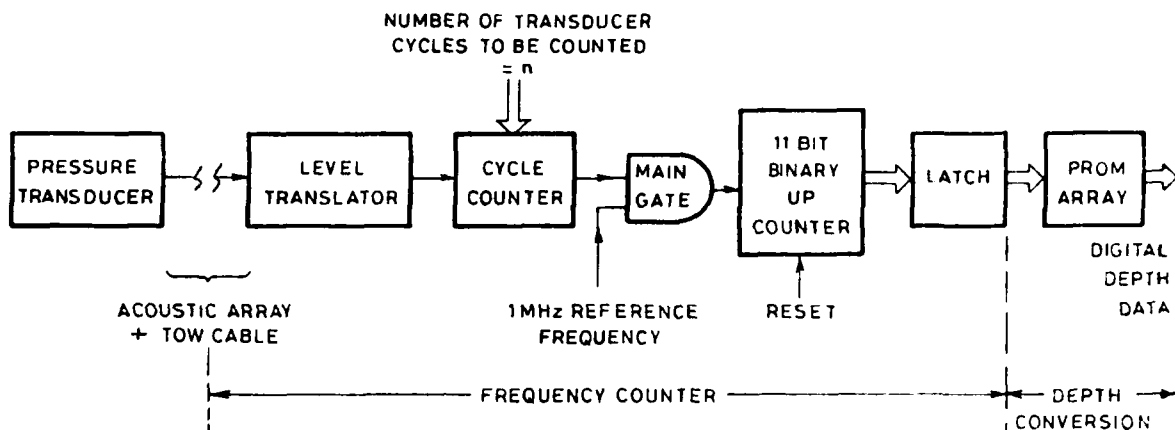 NUMBER OF TRANSDUCER
CYCLES TO BE COUNTED
= n
PRESSURE
TRANSDUCER
LEVEL
TRANSLATOR
CYCLE
COUNTER
MAIN
GATE
11 BIT
BINARY
UP
COUNTER
LATCH
PROM
ARRAY
DIGITAL
DEPTH
DATA
ACOUSTIC ARRAY
+ TOW CABLE
1MHz REFERENCE
FREQUENCY
RESET
FREQUENCY COUNTER
DEPTH
CONVERSION